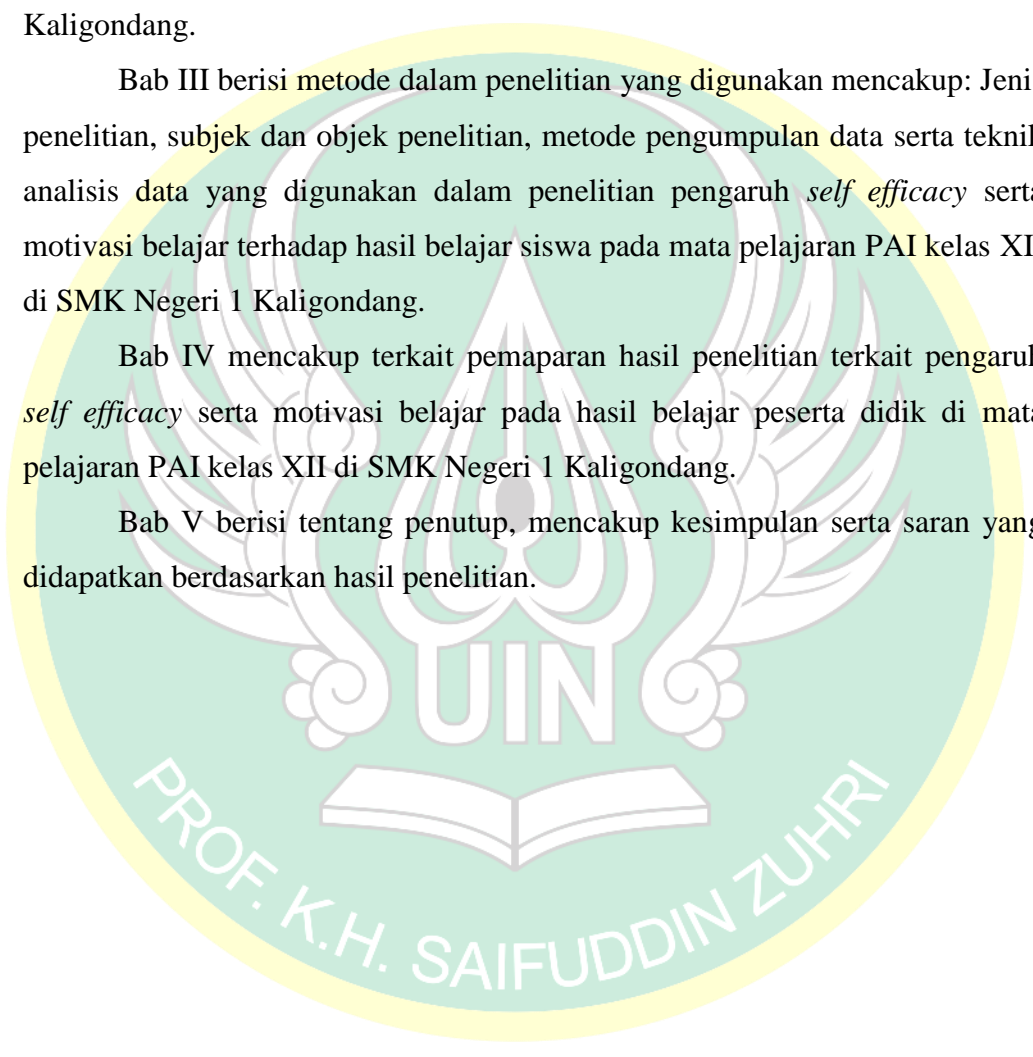 Kaligondang.
Bab III berisi metode dalam penelitian yang digunakan mencakup: Jeni
penelitian, subjek dan objek penelitian, metode pengumpulan data serta
analisis data yang digunakan dalam penelitian pengaruh self efficacy serta
motivasi belajar terhadap hasil belajar siswa pada mata pelajaran PAI kelas XI
di SMK Negeri 1 Kaligondang.
Bab IV mencakup terkait pemaparan hasil penelitian terkait
self efficacy serta motivasi belajar pada hasil belajar peserta didik di mata
pelajaran PAI kelas XII di SMK Negeri 1 Kaligondang.
Bab V berisi tentang penutup, mencakup kesimpulan serta saran yang
didapatkan berdasarkan hasil penelitian.
UIN
PROF. K.H. SAIFUDDIN ZUHRI